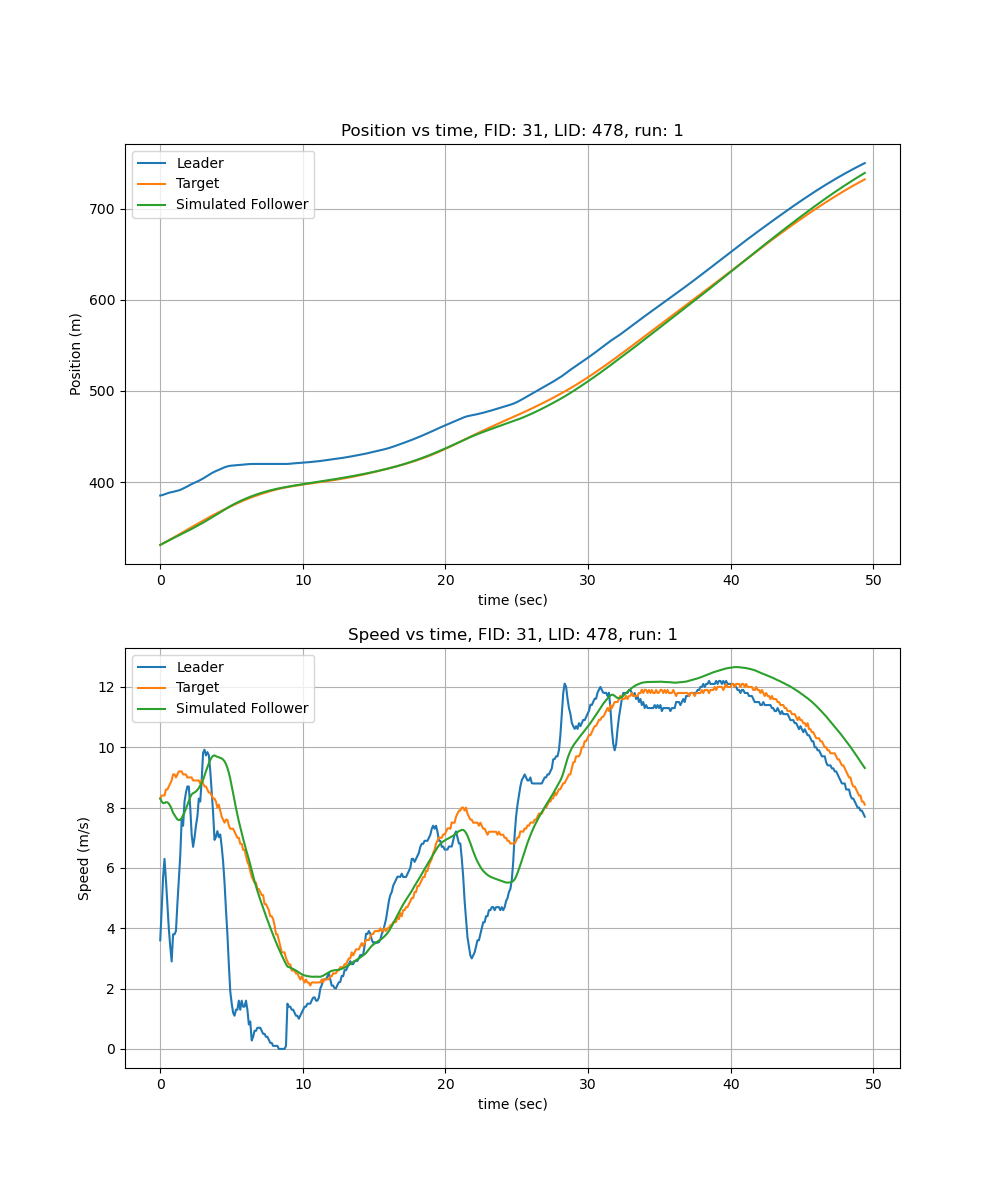 Position vs time, FID: 31, LID: 478, run: 1
Leader
Target
Simulated Follower
700
600
500
400
Position (m)
0 10 20 30 40 50
time (sec)
Speed vs time, FID: 31, LID: 478, run: 1
Leader
Target
Simulated Follower
12
10
8
6
4
2
0
Speed (m/s)
0 10 20 30 40 50
time (sec)